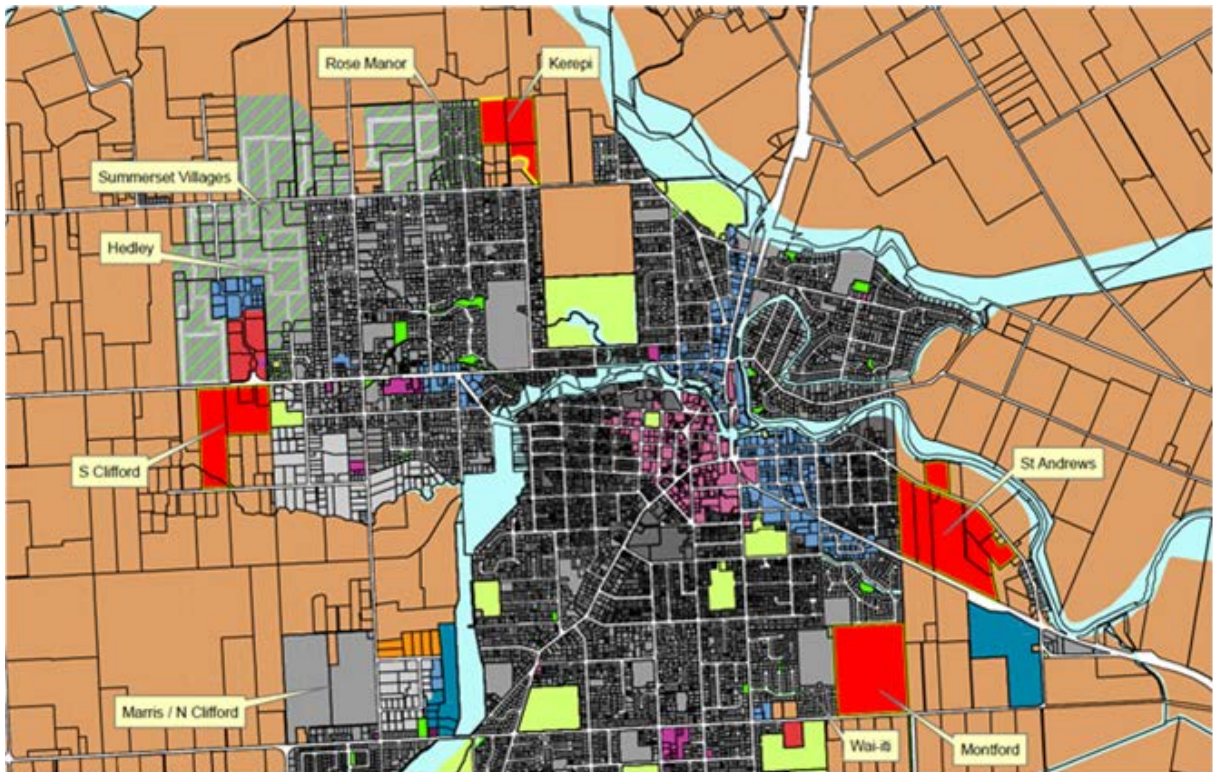 Rose Manor
Kerepi
Summerset Villages
Hedley
S Clifford
St Andrews
Marris / N Clifford
Wai-iti
Montford